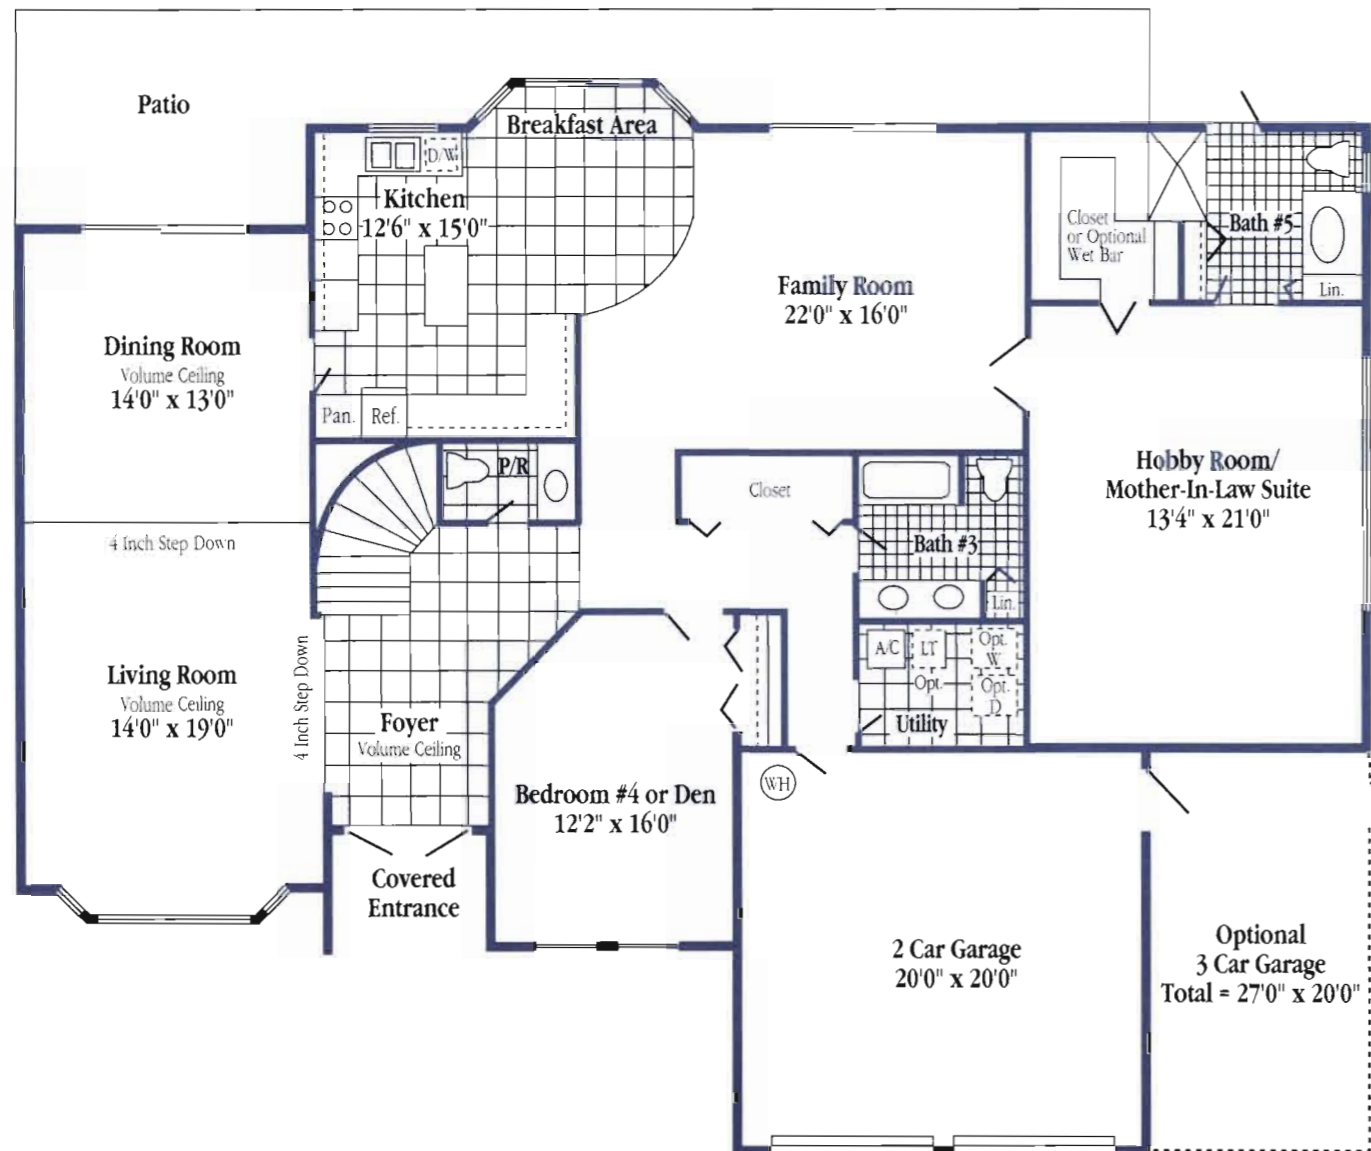 Patio
Breakfast Area
D/W
Kitchen
12'6" x 15'0"
Closet
or Optional
Wet Bar
Bath #5
Lin.
Family Room
22'0" x 16'0"
Dining Room
Volume Ceiling
14'0" x 13'0"
Pan.
Ref.
P/R
Closet
Hobby Room/
Mother-In-Law Suite
13'4" x 21'0"
4 Inch Step Down
Bath #3
Lin.
A/C
LT
Opt.
Opt.
W
Opt.
D
Utility
Living Room
Volume Ceiling
14'0" x 19'0"
4 Inch Step Down
Foyer
Volume Ceiling
WH
Bedroom #4 or Den
12'2" x 16'0"
Covered
Entrance
2 Car Garage
20'0" x 20'0"
Optional
3 Car Garage
Total = 27'0" x 20'0"